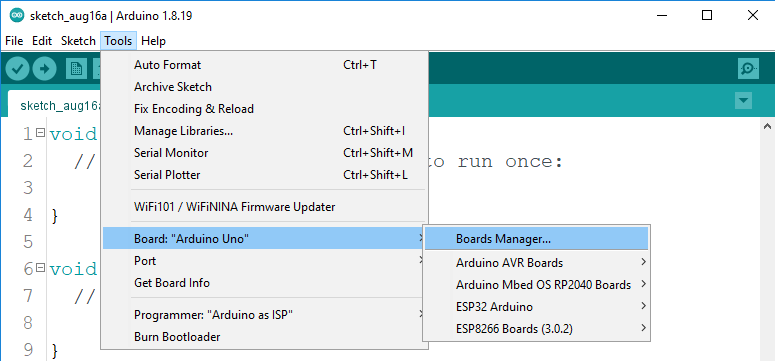 sketch_aug16a | Arduino 1.8.19
File Edit Sketch Tools Help
Auto Format Ctrl+T
Archive Sketch
Fix Encoding & Reload
Manage Libraries... Ctrl+Shift+I
Serial Monitor Ctrl+Shift+M
Serial Plotter Ctrl+Shift+L
WiFi101 / WiFiNINA Firmware Updater
Board: "Arduino Uno"
Port
Get Board Info
Programmer: "Arduino as ISP"
Burn Bootloader
Boards Manager...
Arduino AVR Boards
Arduino Mbed OS RP2040 Boards
ESP32 Arduino
ESP8266 Boards (3.0.2)
sketch_aug16a
1 void
2 // to run once:
3
4 }
5
6 void
7 //
8
9 }